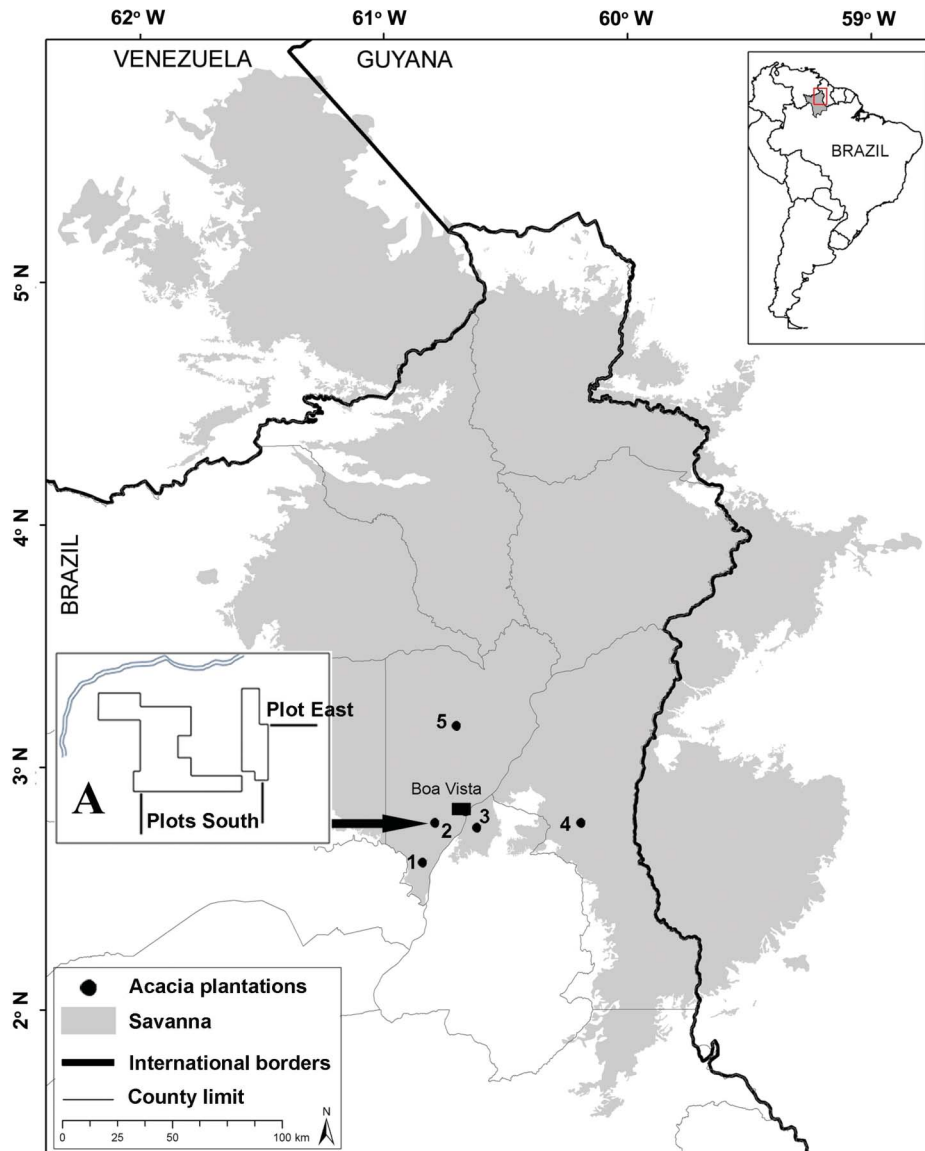 62° W 61° W 60° W 59° W
VENEZUELA GUYANA
BRAZIL
5° N
4° N
BRAZIL
Plot East
A
Plots South
3° N
5
Boa Vista
2
3
4
1
2° N
Acacia plantations
Savanna
International borders
County limit
N
0 25 50 100 km